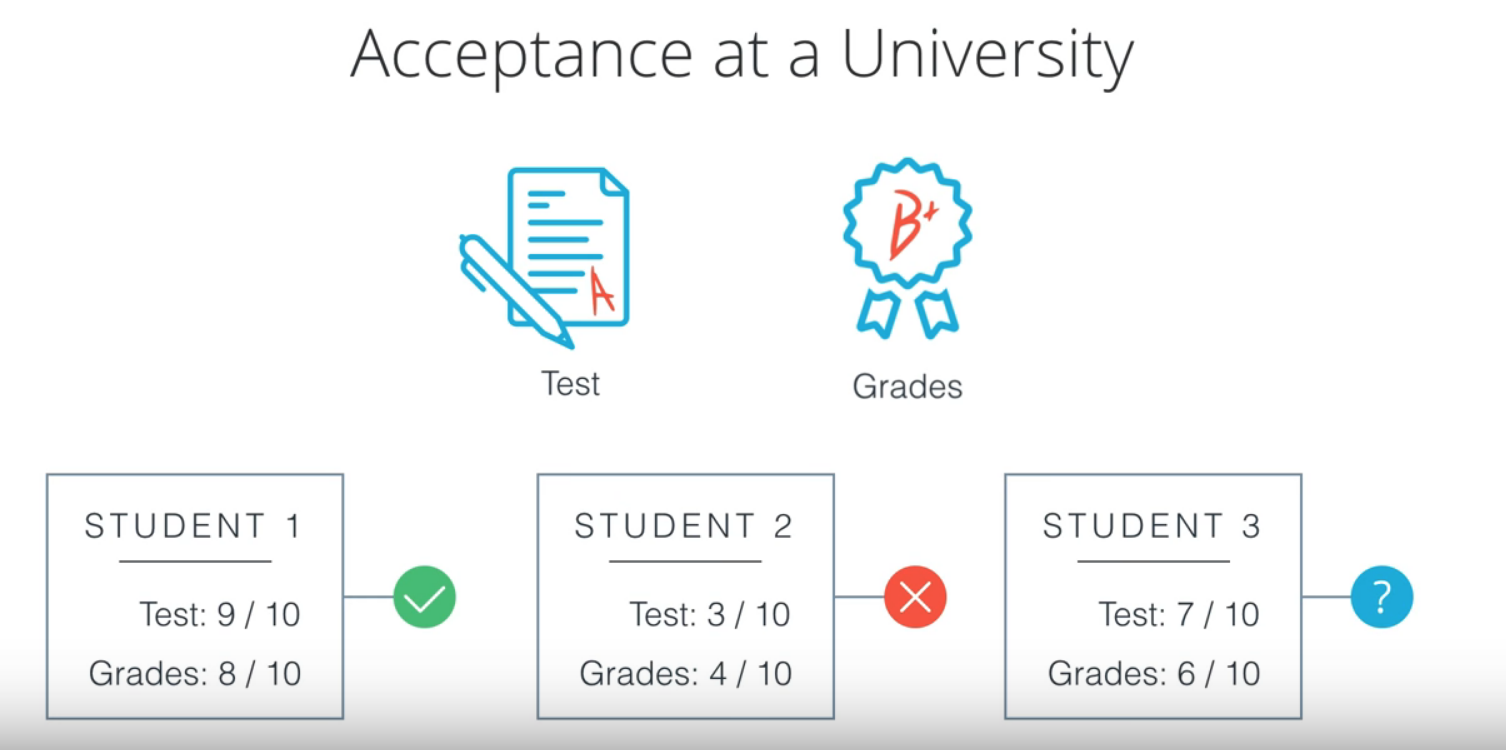 Acceptance at a University
A
B+
Test
Grades
STUDENT 1
Test: 9 / 10
Grades: 8 / 10
STUDENT 2
Test: 3 / 10
Grades: 4 / 10
STUDENT 3
Test: 7 / 10
Grades: 6 / 10
?